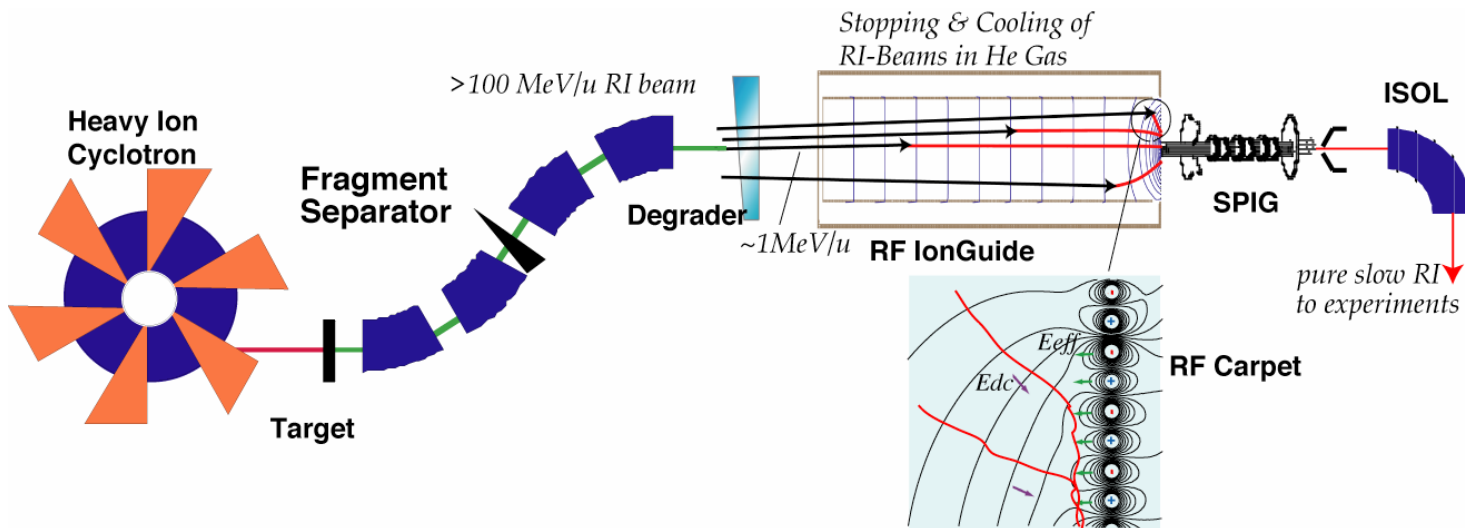 Stopping & Cooling of
RI-Beams in He Gas
>100 MeV/u RI beam
ISOL
Heavy Ion
Cyclotron
Fragment
Separator
Degrader
SPIG
~1MeV/u
RF IonGuide
pure slow RI
to experiments
Eeff
RF Carpet
Edc
Target